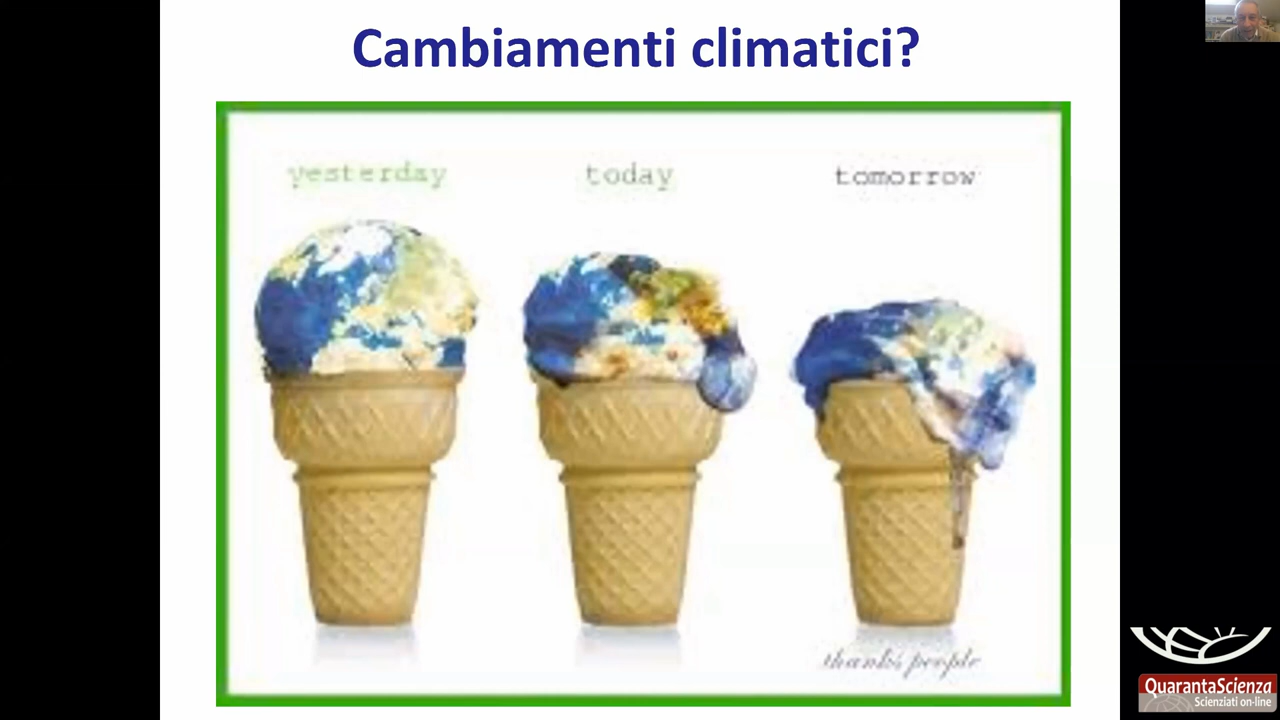 Cambiamenti climatici?
yesterday
today
tomorrow
thanks people
QuarantaScienza
Scienziati on-line